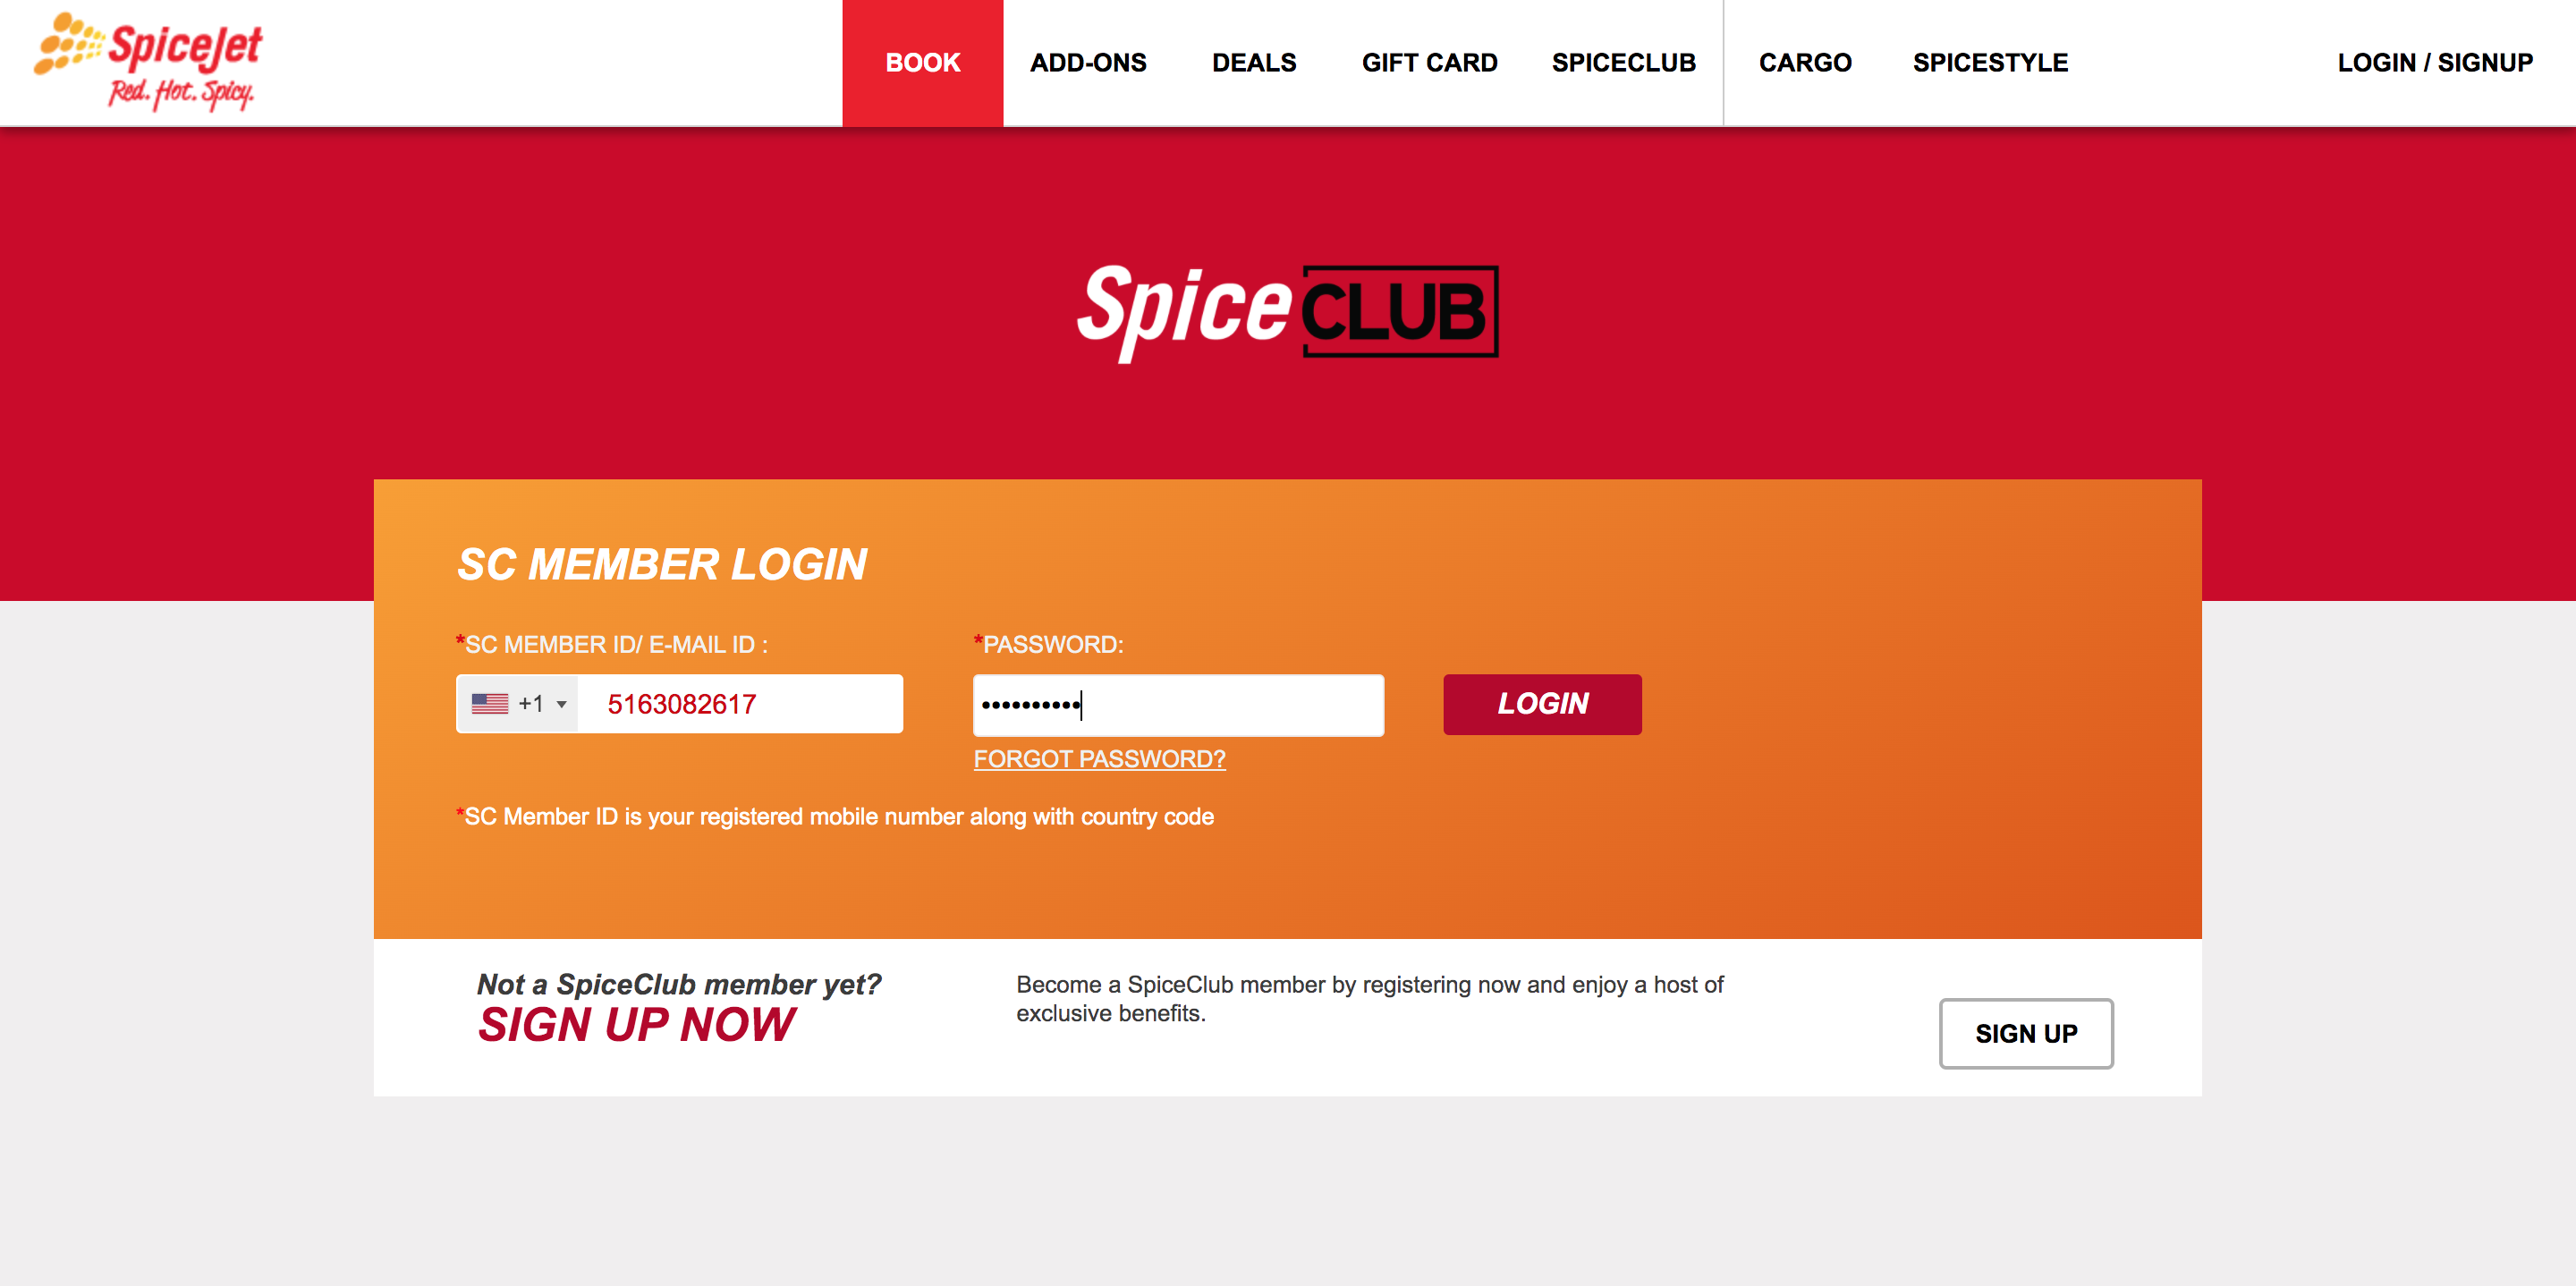 SpiceJet
Red. Hot. Spicy.
BOOK ADD-ONS DEALS GIFT CARD SPICECLUB CARGO SPICESTYLE LOGIN / SIGNUP
Spice CLUB
SC MEMBER LOGIN
*SC MEMBER ID/ E-MAIL ID : *PASSWORD:
+1 5163082617 •••••••••• LOGIN
FORGOT PASSWORD?
*SC Member ID is your registered mobile number along with country code
Not a SpiceClub member yet?
SIGN UP NOW
Become a SpiceClub member by registering now and enjoy a host of
exclusive benefits.
SIGN UP